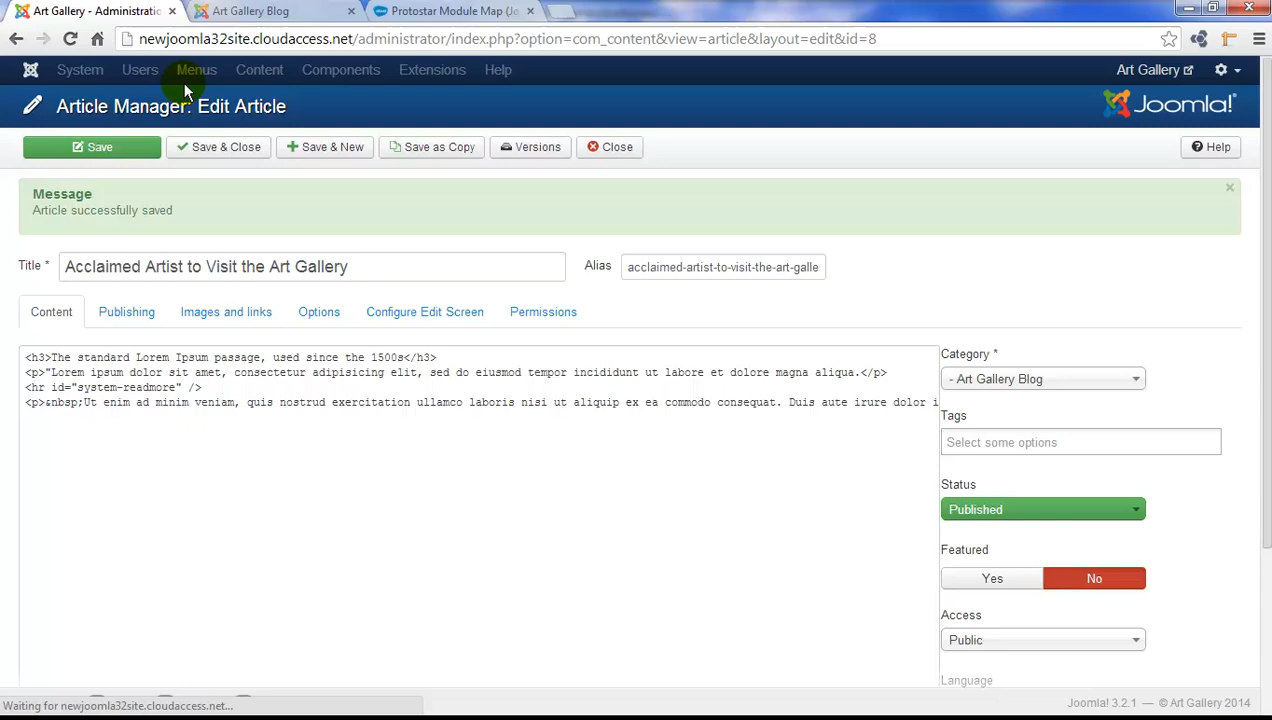 Art Gallery - Administratio
Art Gallery Blog
Protostar Module Map (Jo
newjoomla32site.cloudaccess.net/administrator/index.php?option=com_content&view=article&layout=edit&id=8
System Users Menus Content Components Extensions Help
Art Gallery
Article Manager: Edit Article
Joomla!®
Save
Save & Close
Save & New
Save as Copy
Versions
Close
Help
Message
Article successfully saved
Title * Acclaimed Artist to Visit the Art Gallery
Alias acclaimed-artist-to-visit-the-art-galle
Content Publishing Images and links Options Configure Edit Screen Permissions
<h3>The standard Lorem Ipsum passage, used since the 1500s</h3>
<p>"Lorem ipsum dolor sit amet, consectetur adipisicing elit, sed do eiusmod tempor incididunt ut labore et dolore magna aliqua.</p>
<hr id="system-readmore" />
<p>&nbsp;Ut enim ad minim veniam, quis nostrud exercitation ullamco laboris nisi ut aliquip ex ea commodo consequat. Duis aute irure dolor i
Category *
- Art Gallery Blog
Tags
Select some options
Status
Published
Featured
Yes No
Access
Public
Language
Waiting for newjoomla32site.cloudaccess.net...
Joomla! 3.2.1 — © Art Gallery 2014